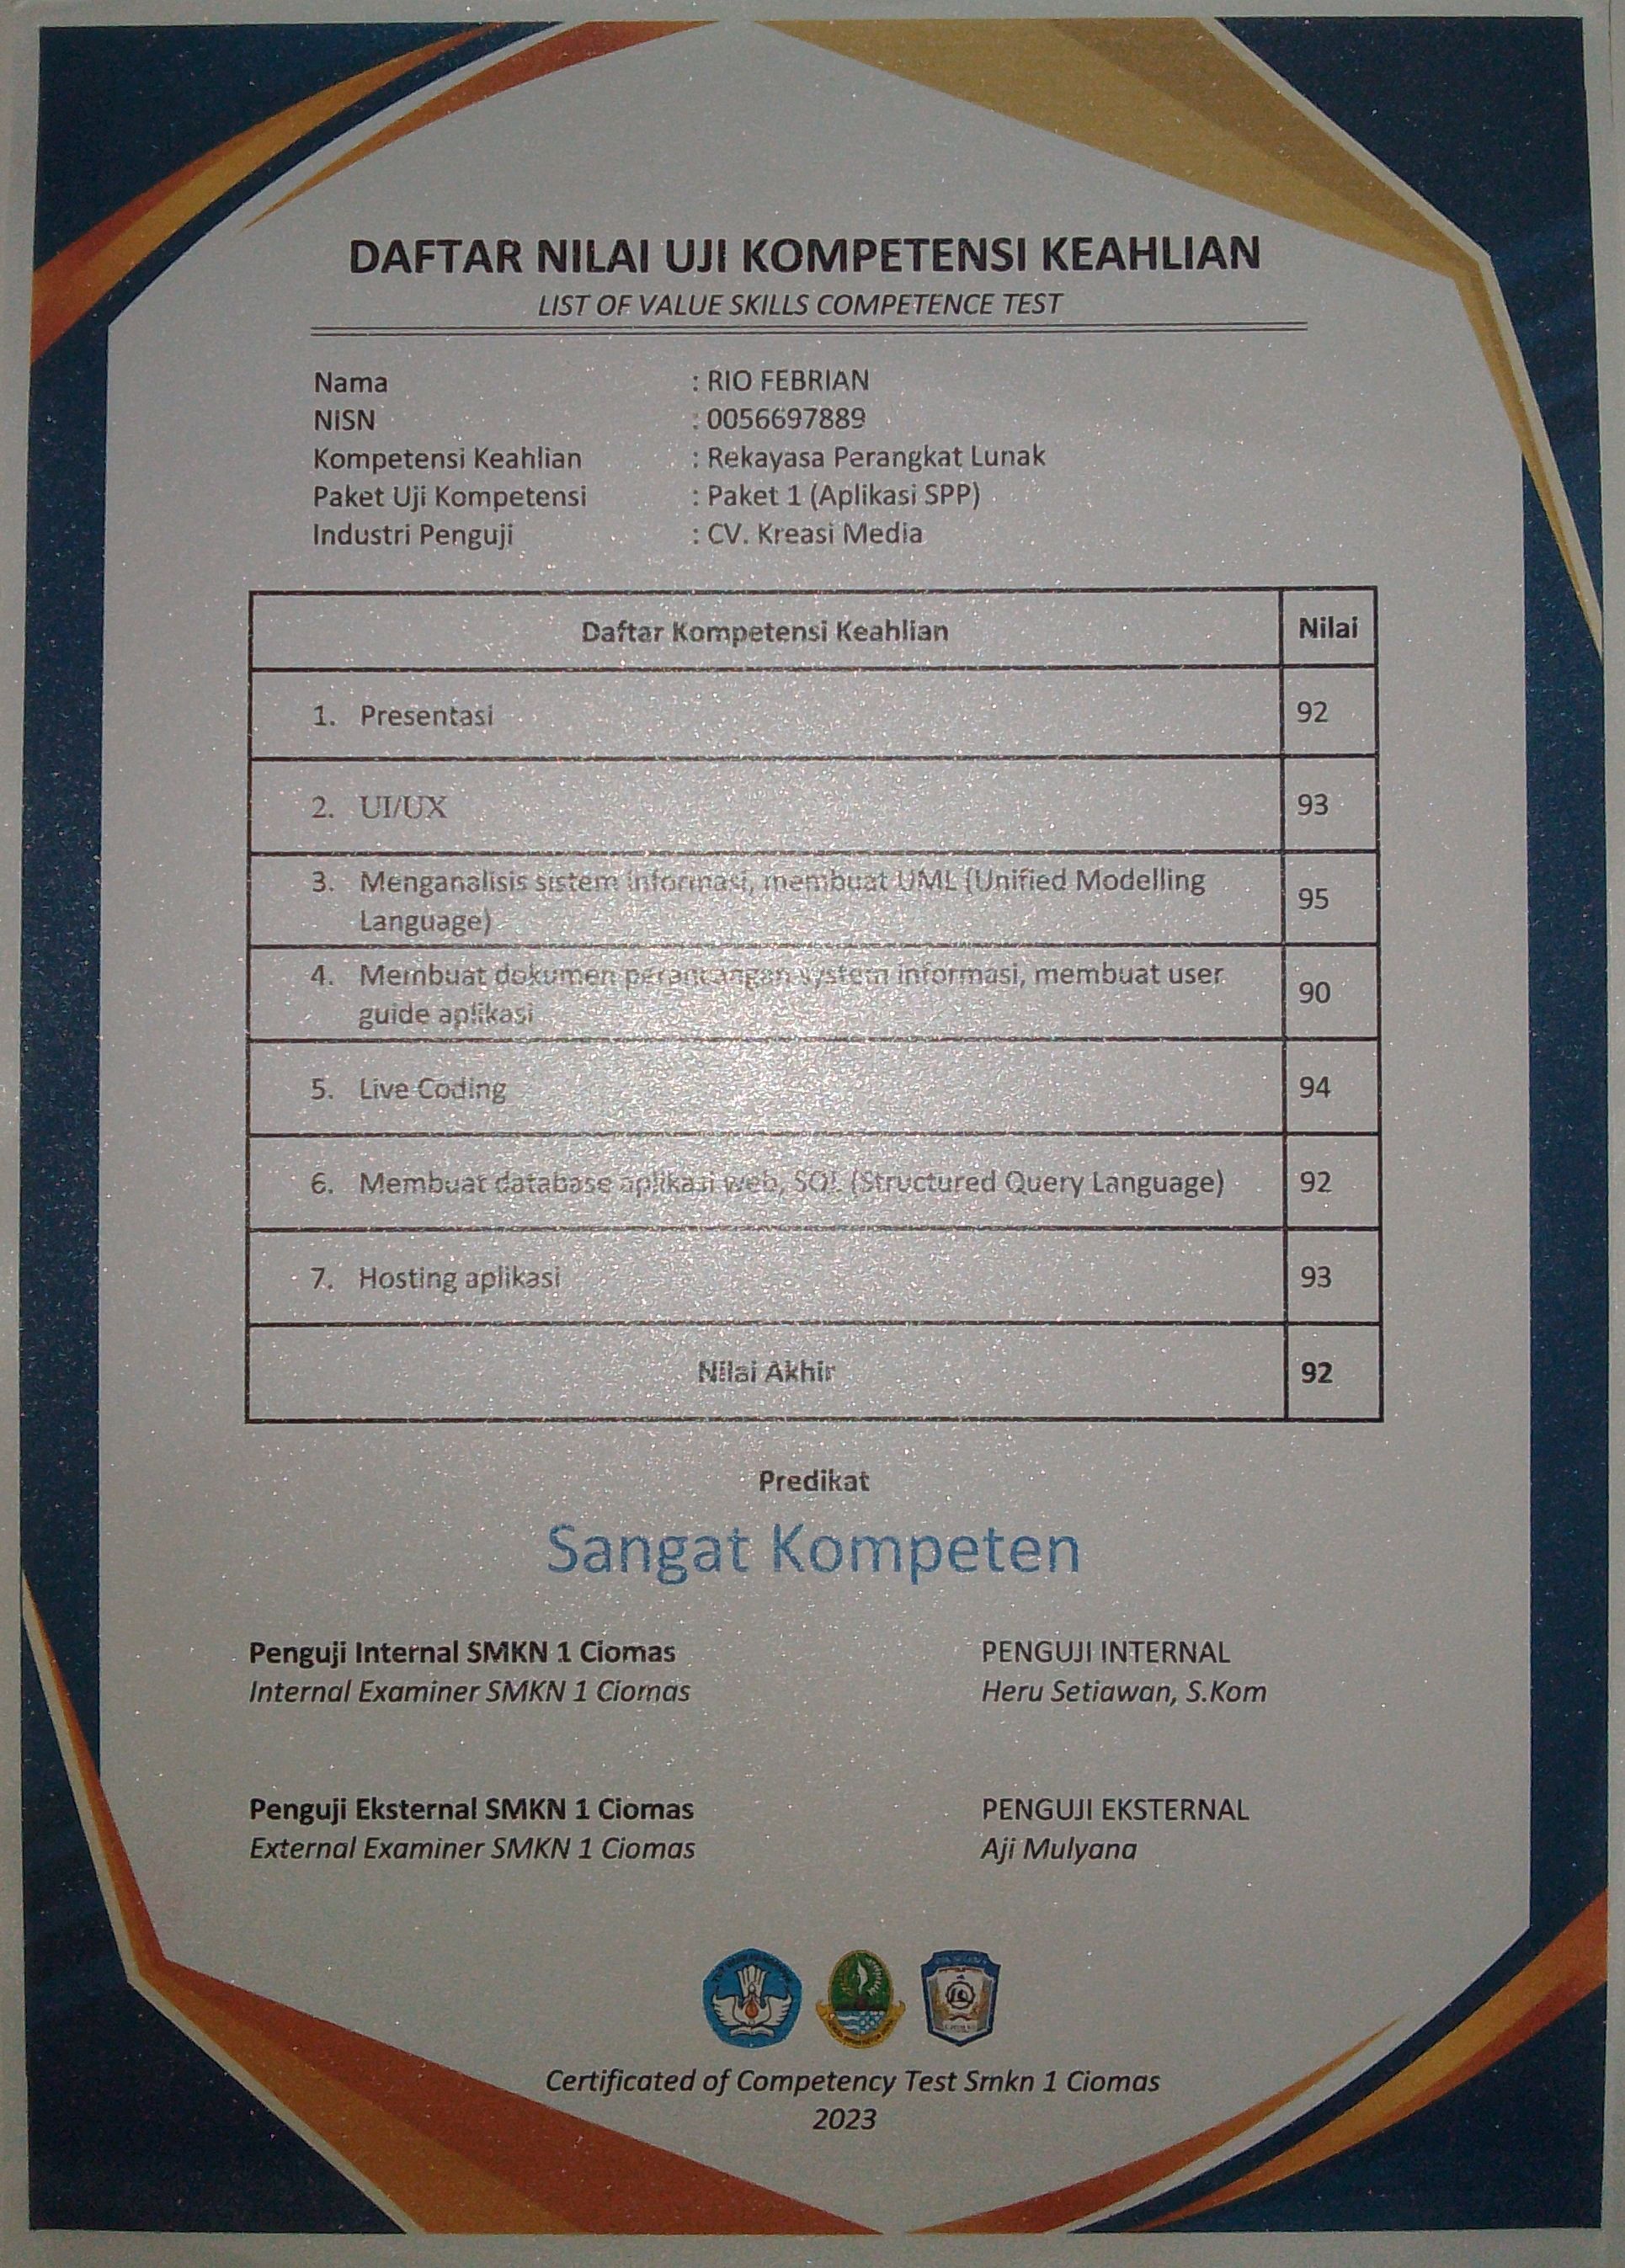 DAFTAR NILAI UJI KOMPETENSI KEAHLIAN
LIST OF VALUE SKILLS COMPETENCE TEST
Nama : RIO FEBRIAN
NISN : 0056697889
Kompetensi Keahlian : Rekayasa Perangkat Lunak
Paket Uji Kompetensi : Paket 1 (Aplikasi SPP)
Industri Penguji : CV. Kreasi Media
Daftar Kompetensi Keahlian Nilai
1. Presentasi 92
2. UI/UX 93
3. Menganalisis sistem informasi, membuat UML (Unified Modelling
Language) 95
4. Membuat dokumen perancangan system informasi, membuat user
guide aplikasi 90
5. Live Coding 94
6. Membuat database aplikasi web, SQL (Structured Query Language) 92
7. Hosting aplikasi 93
Nilai Akhir 92
Predikat
Sangat Kompeten
Penguji Internal SMKN 1 Ciomas PENGUJI INTERNAL
Internal Examiner SMKN 1 Ciomas Heru Setiawan, S.Kom
Penguji Eksternal SMKN 1 Ciomas PENGUJI EKSTERNAL
External Examiner SMKN 1 Ciomas Aji Mulyana
Certificated of Competency Test Smkn 1 Ciomas
2023